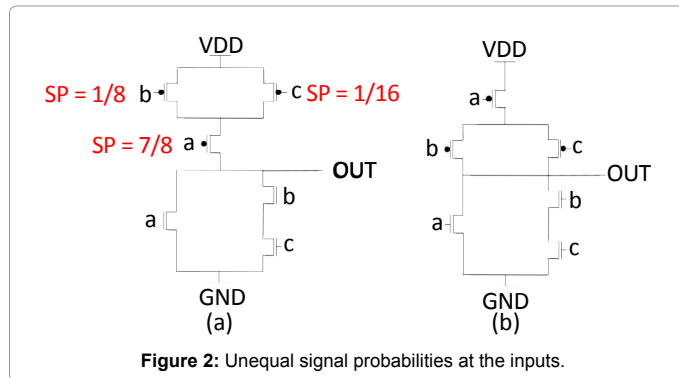 VDD
SP = 1/8 b c SP = 1/16
SP = 7/8 a
OUT
a b
c
GND
(a)
VDD
a
b c
OUT
b
a
c
GND
(b)
Figure 2: Unequal signal probabilities at the inputs.